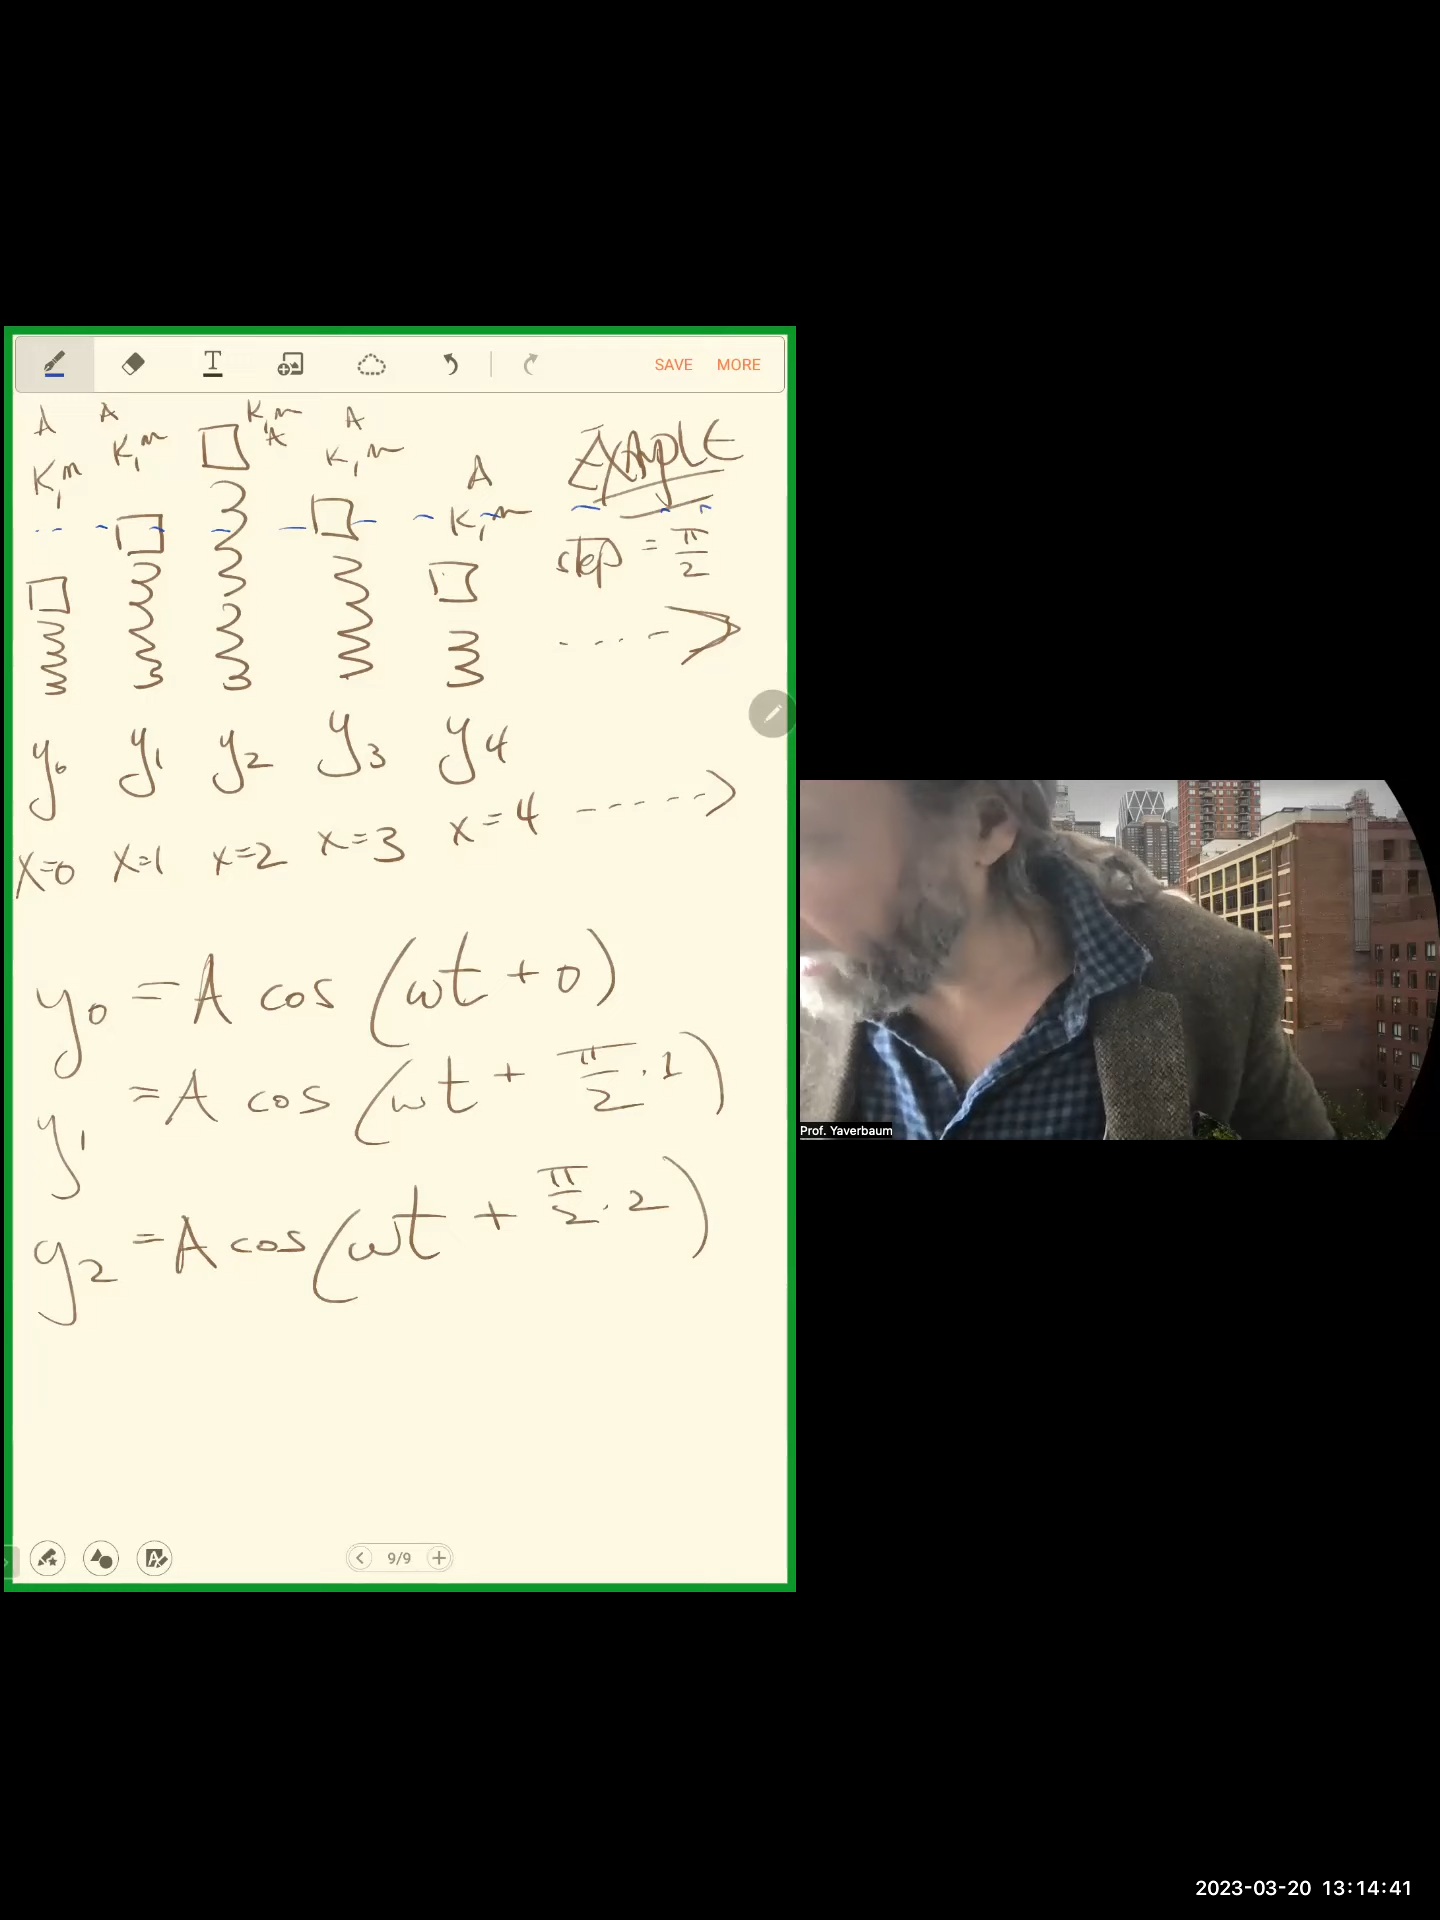 T SAVE MORE
A A K,m A
K,m K,m A K,m A
K,m
EXAPLE
step = π/2
y₀ y₁ y₂ y₃ y₄
x=0 x=1 x=2 x=3 x=4 ---->
y₀ = A cos (ωt + 0)
y₁ = A cos (ωt + π/2 · 1)
y₂ = A cos (ωt + π/2 · 2)
9/9
Prof. Yaverbaum
2023-03-20 13:14:41